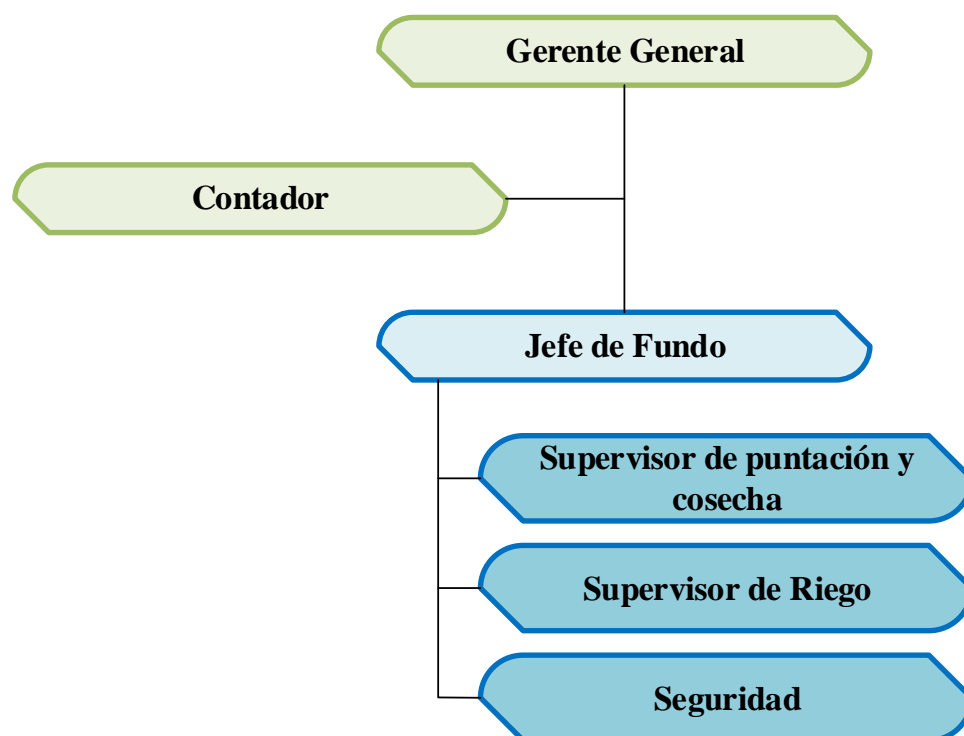 Gerente General
Contador
Jefe de Fundo
Supervisor de puntación y
cosecha
Supervisor de Riego
Seguridad